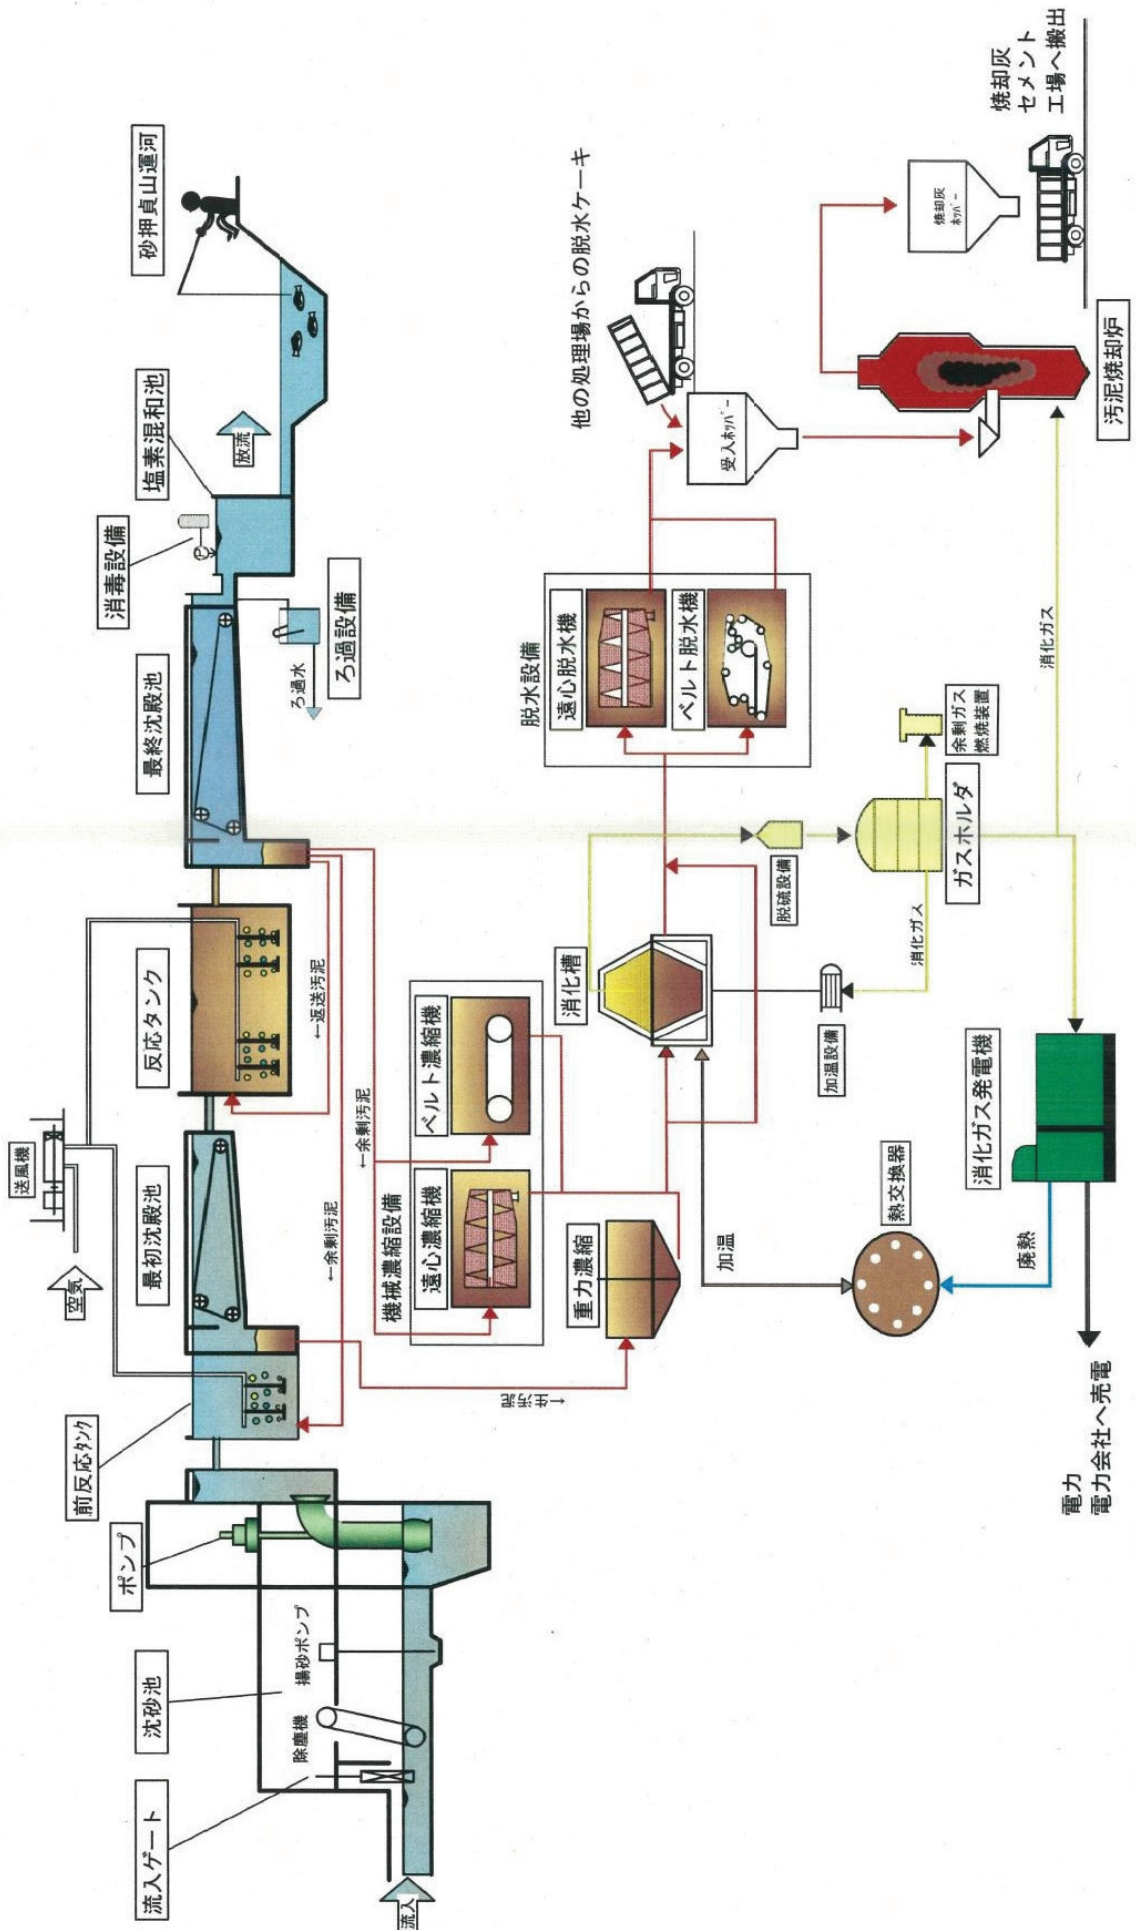 流入
流入ゲート
沈砂池
除塵機
揚砂ポンプ
ポンプ
前反応タンク
送風機
空気
最初沈殿池
反応タンク
最終沈殿池
消毒設備
塩素混和池
砂押貞山運河
放流
ろ過水
ろ過設備
←返送汚泥
←余剰汚泥
←余剰汚泥
←生汚泥
機械濃縮設備
遠心濃縮機
ベルト濃縮機
重力濃縮
消化槽
脱水設備
遠心脱水機
ベルト脱水機
他の処理場からの脱水ケーキ
受入ホッパー
焼却灰
ホッパー
焼却灰
セメント
工場へ搬出
汚泥焼却炉
消化ガス
脱硫設備
余剰ガス
燃焼装置
ガスホルダ
消化ガス
加温設備
加温
熱交換器
廃熱
消化ガス発電機
電力
電力会社へ売電